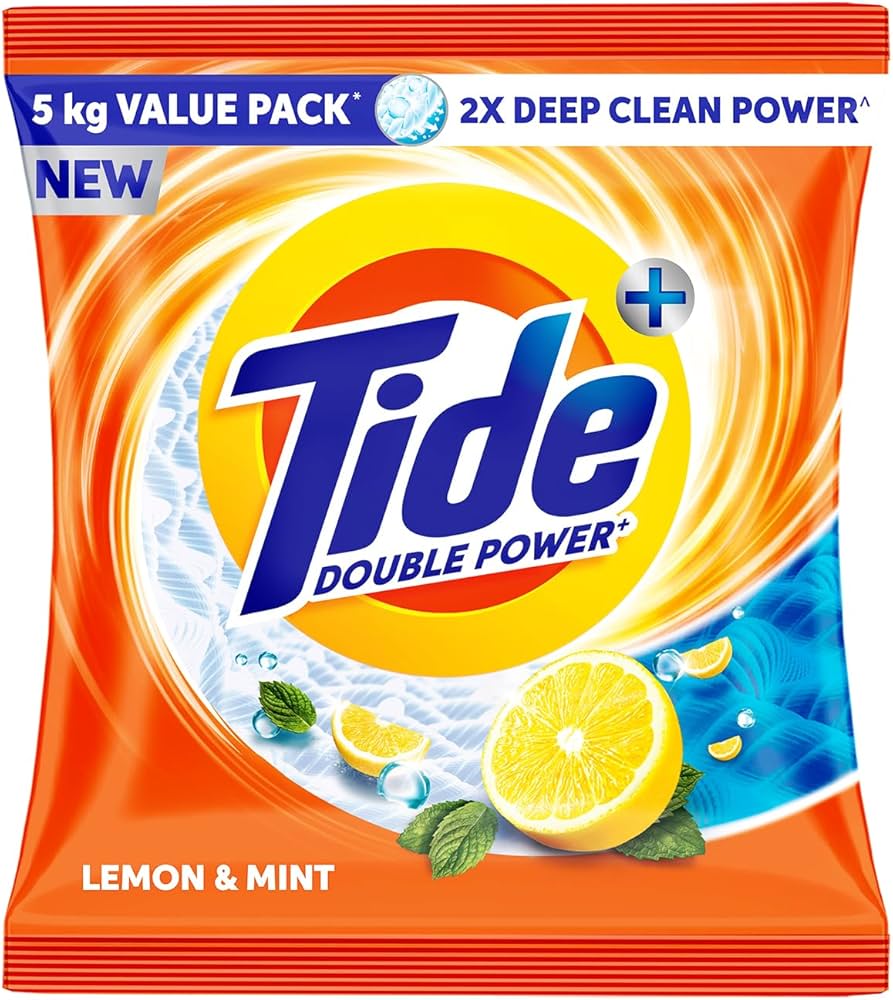 5 kg VALUE PACK* 2X DEEP CLEAN POWER^
NEW
+
Tide
DOUBLE POWER+
LEMON & MINT